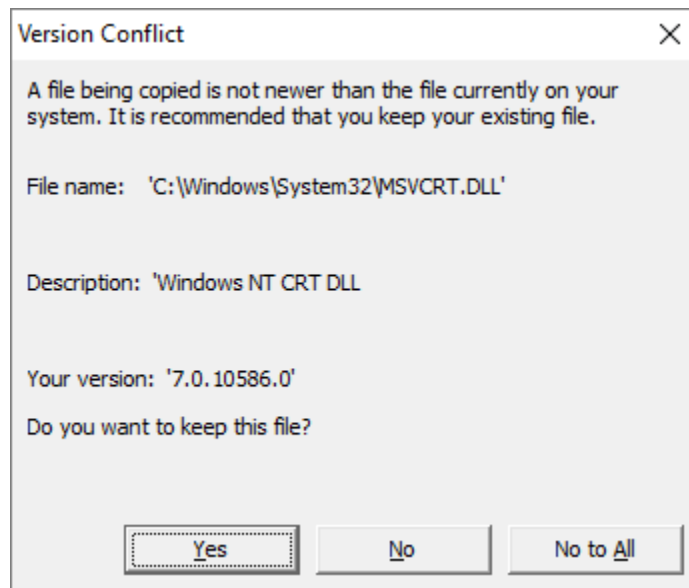 Version Conflict
A file being copied is not newer than the file currently on your
system. It is recommended that you keep your existing file.
File name: 'C:\Windows\System32\MSVCRT.DLL'
Description: 'Windows NT CRT DLL
Your version: '7.0.10586.0'
Do you want to keep this file?
Yes No No to All